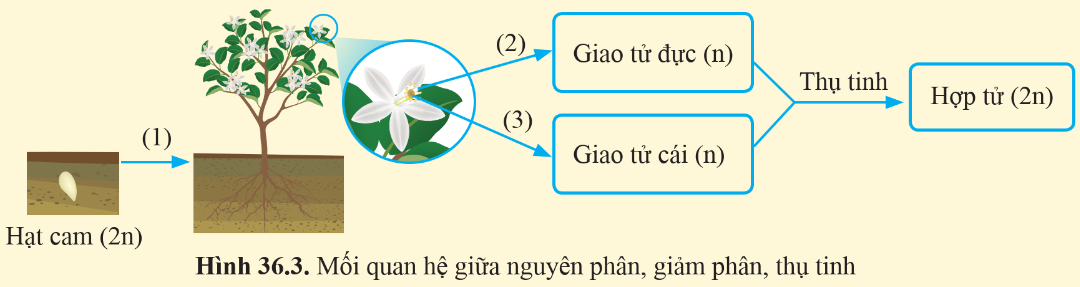 (1)
Hạt cam (2n)
(2)
(3)
Giao tử đực (n)
Giao tử cái (n)
Thụ tinh
Hợp tử (2n)
Hình 36.3. Mối quan hệ giữa nguyên phân, giảm phân, thụ tinh